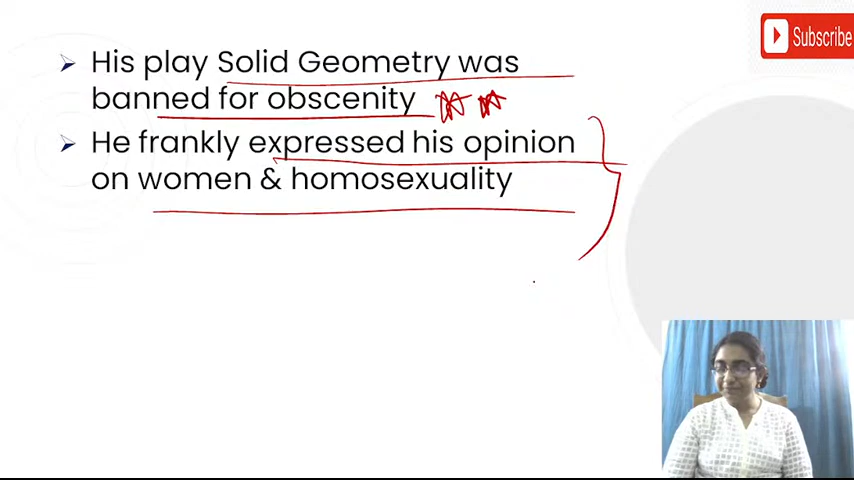 Subscribe
His play Solid Geometry was
banned for obscenity
He frankly expressed his opinion
on women & homosexuality